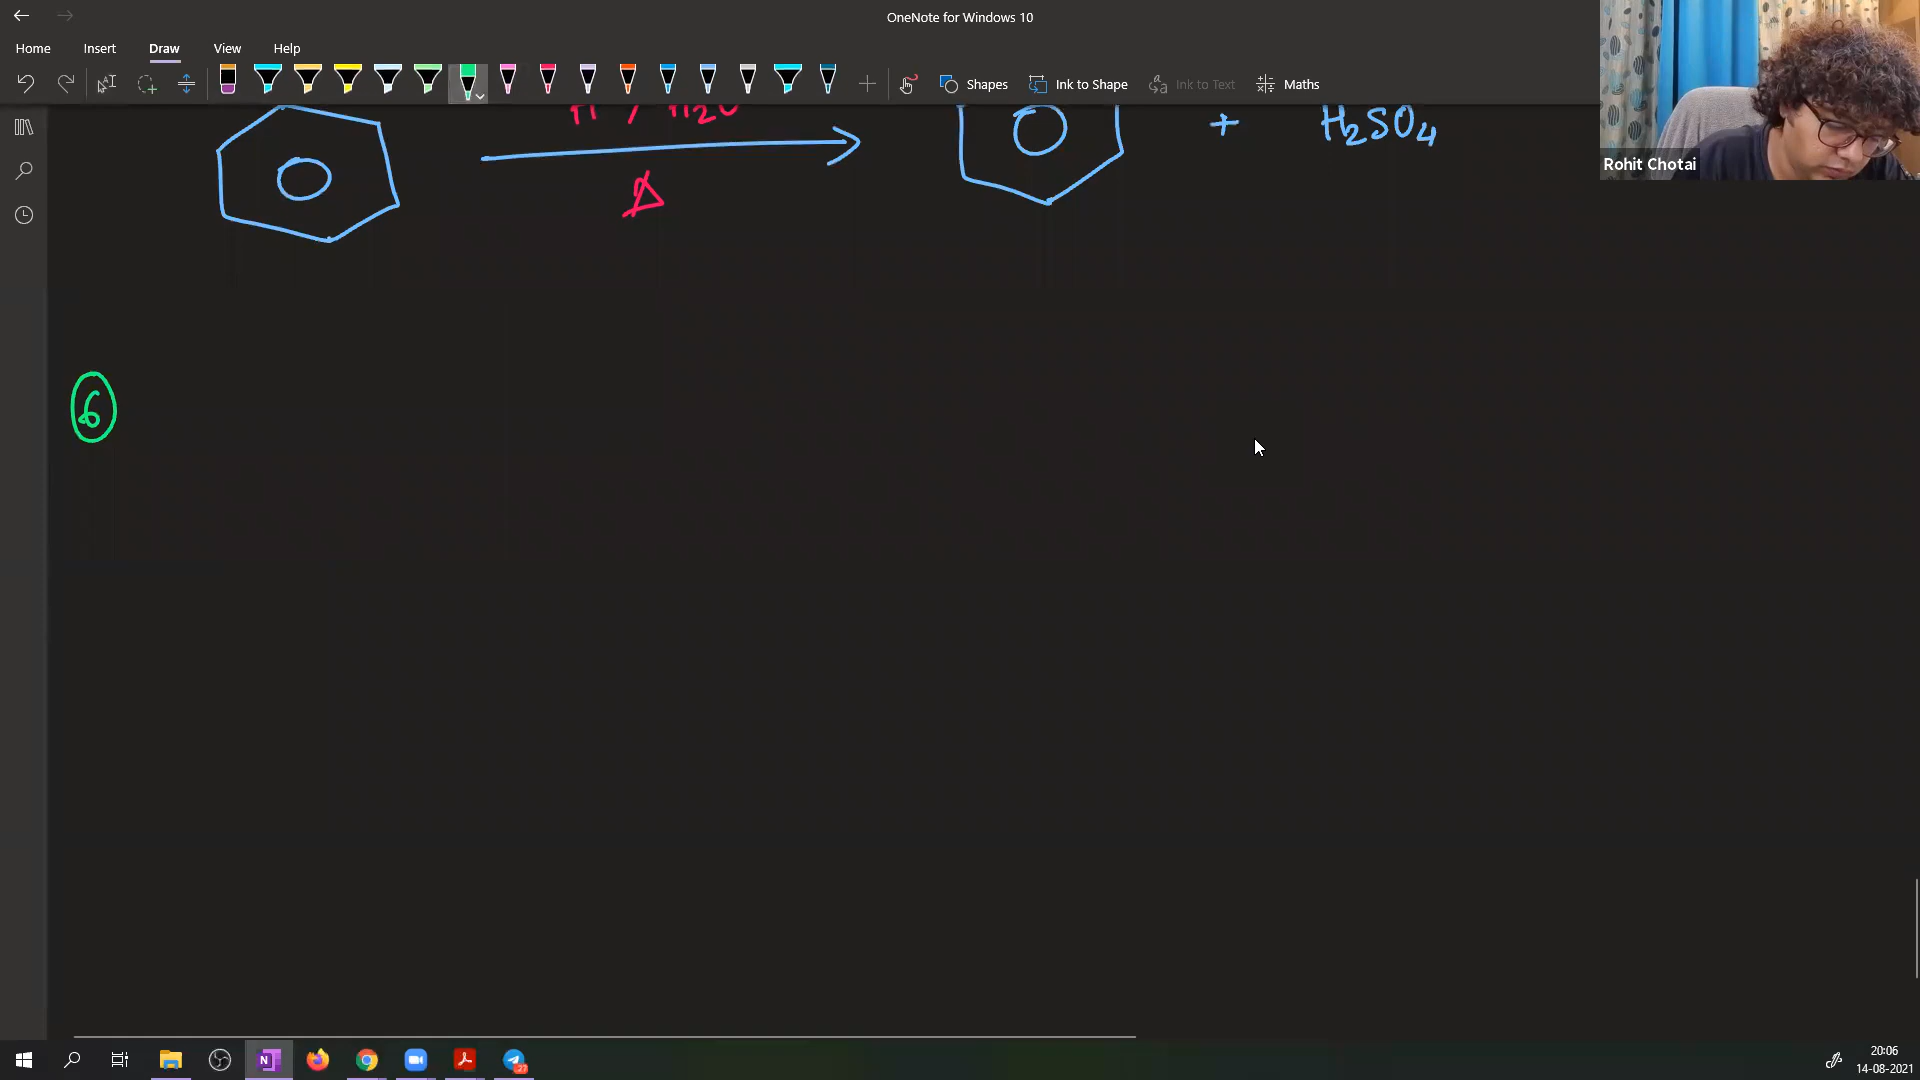 OneNote for Windows 10
Home Insert Draw View Help
Shapes Ink to Shape Ink to Text Maths
+ H2SO4
Δ
Rohit Chotai
6
27
20:06
14-08-2021